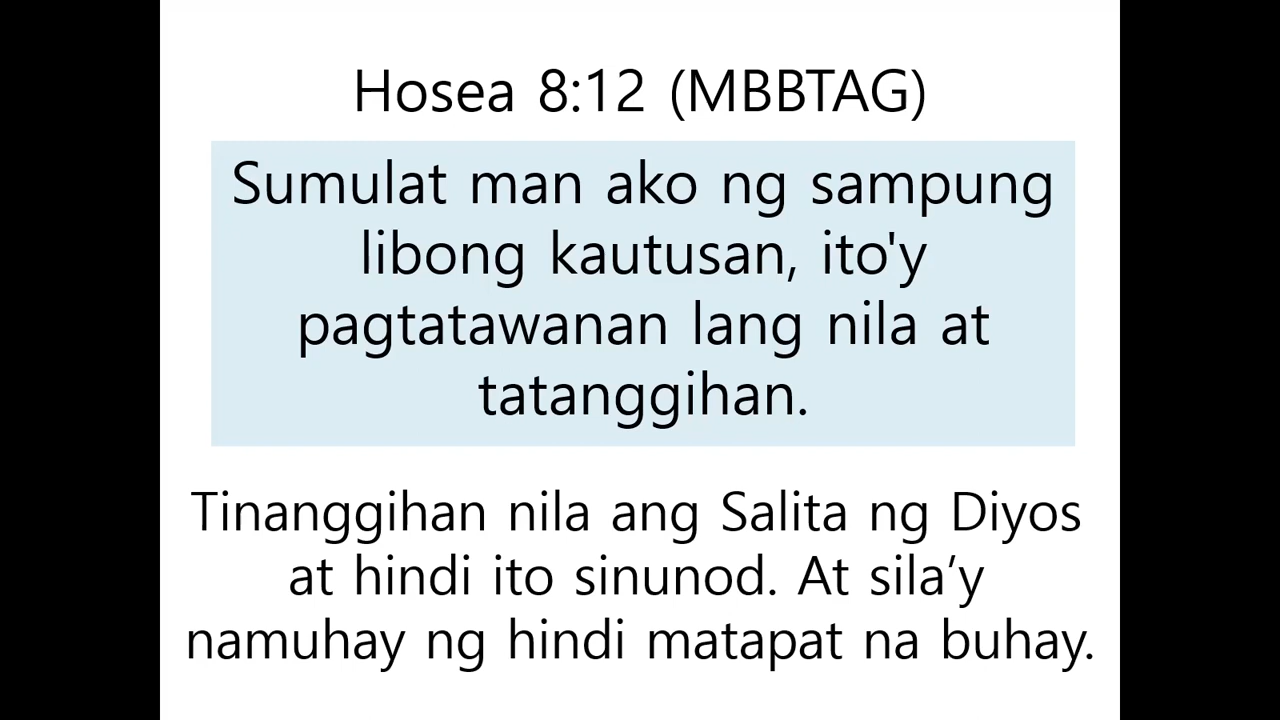 Hosea 8:12 (MBBTAG)
Sumulat man ako ng sampung
libong kautusan, ito'y
pagtatawanan lang nila at
tatanggihan.
Tinanggihan nila ang Salita ng Diyos
at hindi ito sinunod. At sila’y
namuhay ng hindi matapat na buhay.